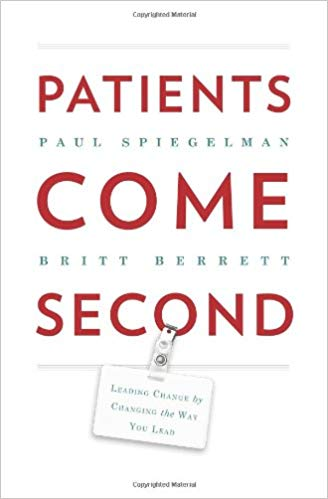 Copyrighted Material
PATIENTS
PAUL SPIEGELMAN
COME
BRITT BERRETT
SECOND
LEADING CHANGE by
CHANGING the WAY
YOU LEAD
Copyrighted Material